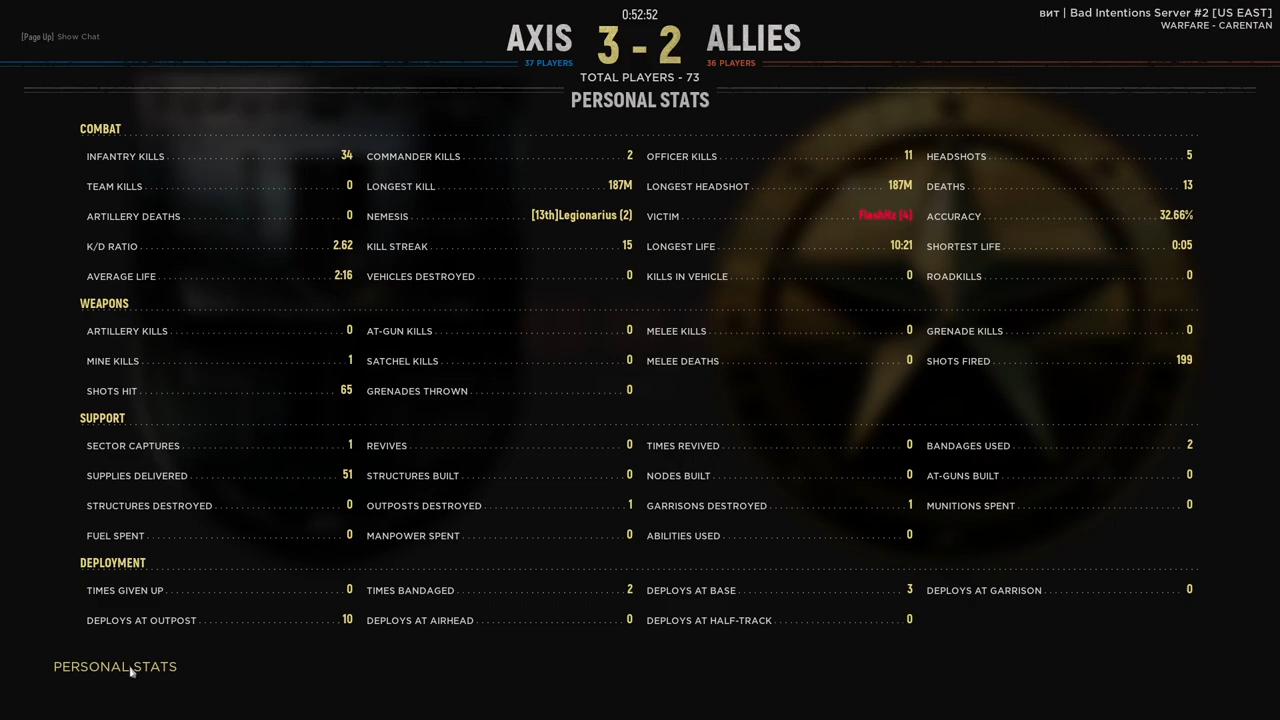 0:52:52
[Page Up] Show Chat
AXIS 3 - 2 ALLIES
вит | Bad Intentions Server #2 [US EAST]
WARFARE - CARENTAN
37 PLAYERS
36 PLAYERS
TOTAL PLAYERS - 73
PERSONAL STATS
COMBAT
INFANTRY KILLS 34 COMMANDER KILLS 2 OFFICER KILLS 11 HEADSHOTS 5
TEAM KILLS 0 LONGEST KILL 187M LONGEST HEADSHOT 187M DEATHS 13
ARTILLERY DEATHS 0 NEMESIS [13th]Legionarius (2) VICTIM FlashHz (4) ACCURACY 32.66%
K/D RATIO 2.62 KILL STREAK 15 LONGEST LIFE 10:21 SHORTEST LIFE 0:05
AVERAGE LIFE 2:16 VEHICLES DESTROYED 0 KILLS IN VEHICLE 0 ROADKILLS 0
WEAPONS
ARTILLERY KILLS 0 AT-GUN KILLS 0 MELEE KILLS 0 GRENADE KILLS 0
MINE KILLS 1 SATCHEL KILLS 0 MELEE DEATHS 0 SHOTS FIRED 199
SHOTS HIT 65 GRENADES THROWN 0
SUPPORT
SECTOR CAPTURES 1 REVIVES 0 TIMES REVIVED 0 BANDAGES USED 2
SUPPLIES DELIVERED 51 STRUCTURES BUILT 0 NODES BUILT 0 AT-GUNS BUILT 0
STRUCTURES DESTROYED 0 OUTPOSTS DESTROYED 1 GARRISONS DESTROYED 1 MUNITIONS SPENT 0
FUEL SPENT 0 MANPOWER SPENT 0 ABILITIES USED 0
DEPLOYMENT
TIMES GIVEN UP 0 TIMES BANDAGED 2 DEPLOYS AT BASE 3 DEPLOYS AT GARRISON 0
DEPLOYS AT OUTPOST 10 DEPLOYS AT AIRHEAD 0 DEPLOYS AT HALF-TRACK 0
PERSONAL STATS